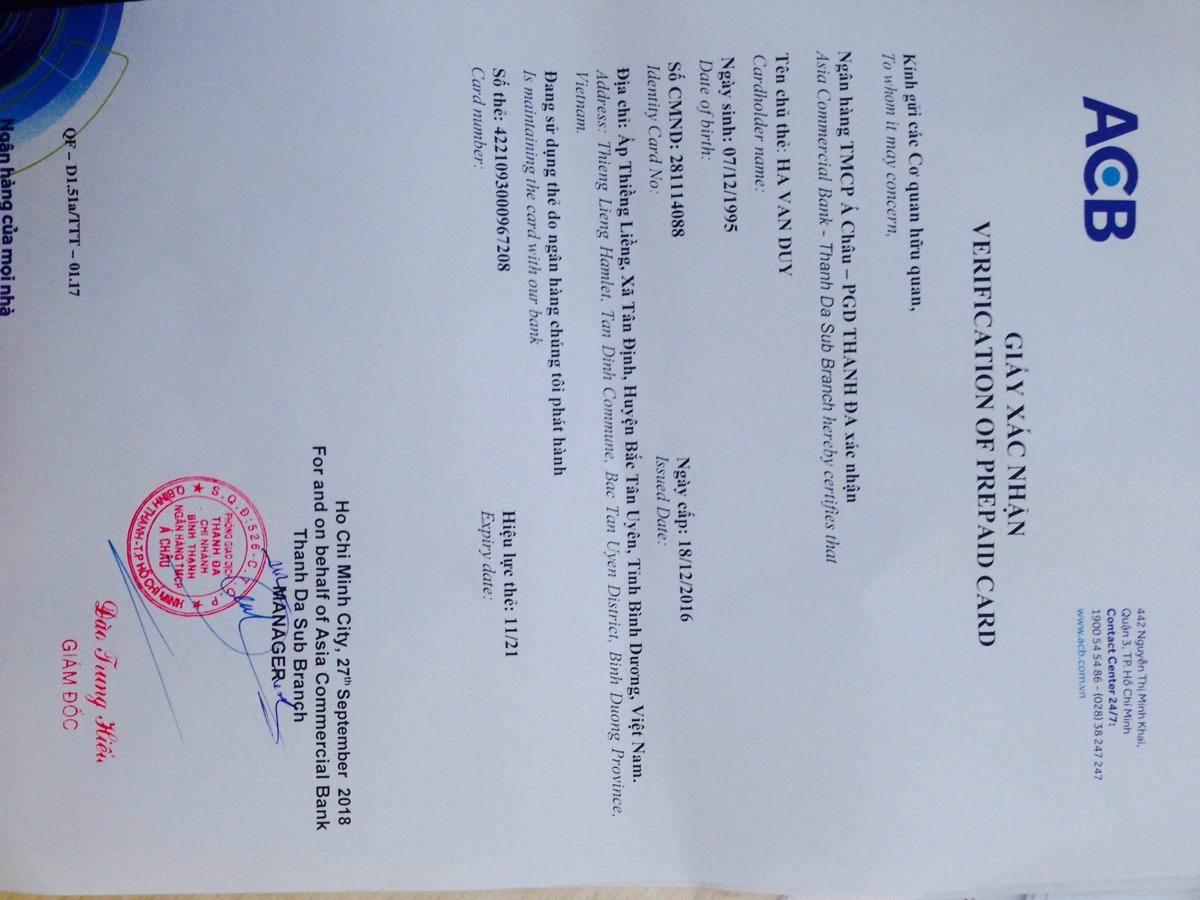 ACB
442 Nguyễn Thị Minh Khai,
Quận 3, TP. Hồ Chí Minh
Contact Center 24/7:
1900 54 54 86 - (028) 38 247 247
www.acb.com.vn
GIẤY XÁC NHẬN
VERIFICATION OF PREPAID CARD
Kính gửi các Cơ quan hữu quan,
To whom it may concern,
Ngân hàng TMCP Á Châu – PGD THANH ĐA xác nhận
Asia Commercial Bank - Thanh Da Sub Branch hereby certifies that
Tên chủ thẻ: HA VAN DUY
Cardholder name:
Ngày sinh: 07/12/1995
Date of birth:
Số CMND: 281114088 Ngày cấp: 18/12/2016
Identity Card No: Issued Date:
Địa chỉ: Ấp Thiềng Liềng, Xã Tân Định, Huyện Bắc Tân Uyên, Tỉnh Bình Dương, Việt Nam.
Address: Thieng Lieng Hamlet, Tan Dinh Commune, Bac Tan Uyen District, Binh Duong Province,
Vietnam.
Đang sử dụng thẻ do ngân hàng chúng tôi phát hành
Is maintaining the card with our bank
Số thẻ: 4221093000967208 Hiệu lực thẻ: 11/21
Card number: Expiry date:
Ho Chi Minh City, 27th September 2018
For and on behalf of Asia Commercial Bank
Thanh Da Sub Branch
MANAGER
S.Q.Đ:526-C
PHÒNG GIAO DỊCH
THANH ĐA
CHI NHÁNH
BÌNH THẠNH
NGÂN HÀNG TMCP
Á CHÂU
Q.BÌNH THẠNH-T.P HỒ CHÍ MINH
Đào Trung Hiếu
GIÁM ĐỐC
QF – D1.51a/TTT – 01.17
Ngân hàng của mọi nhà